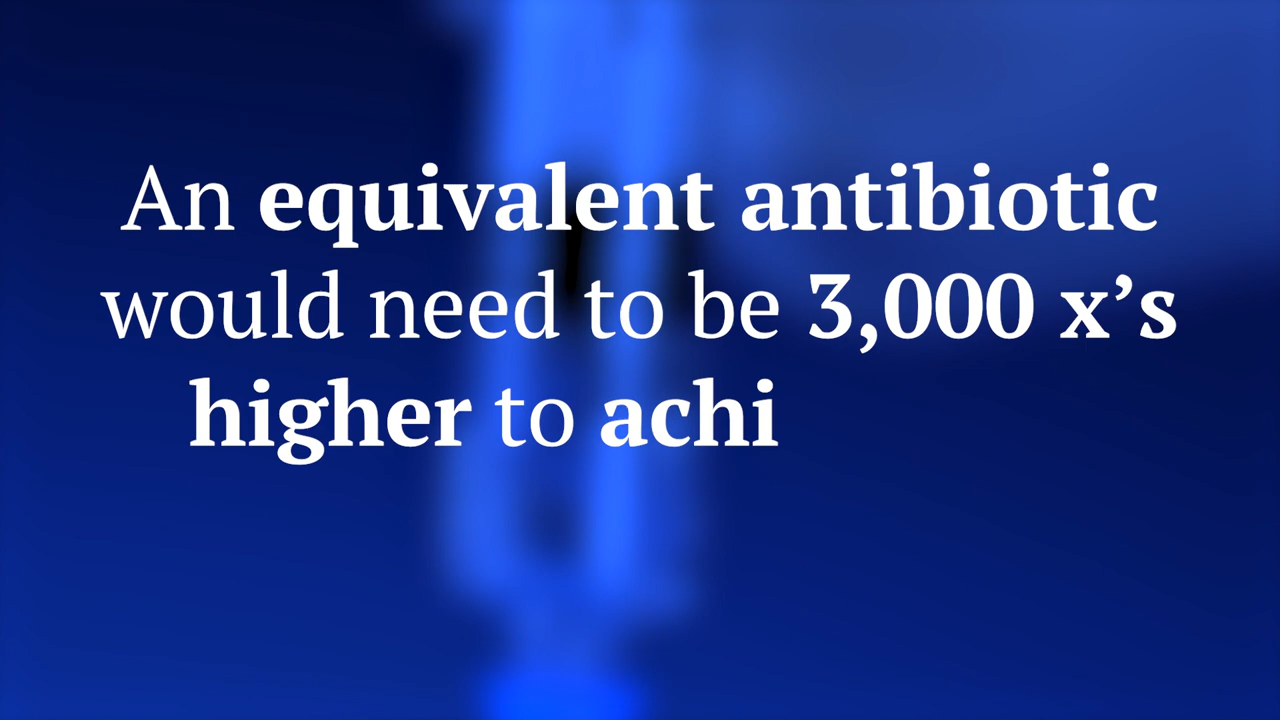 An equivalent antibiotic
would need to be 3,000 x’s
higher to achi